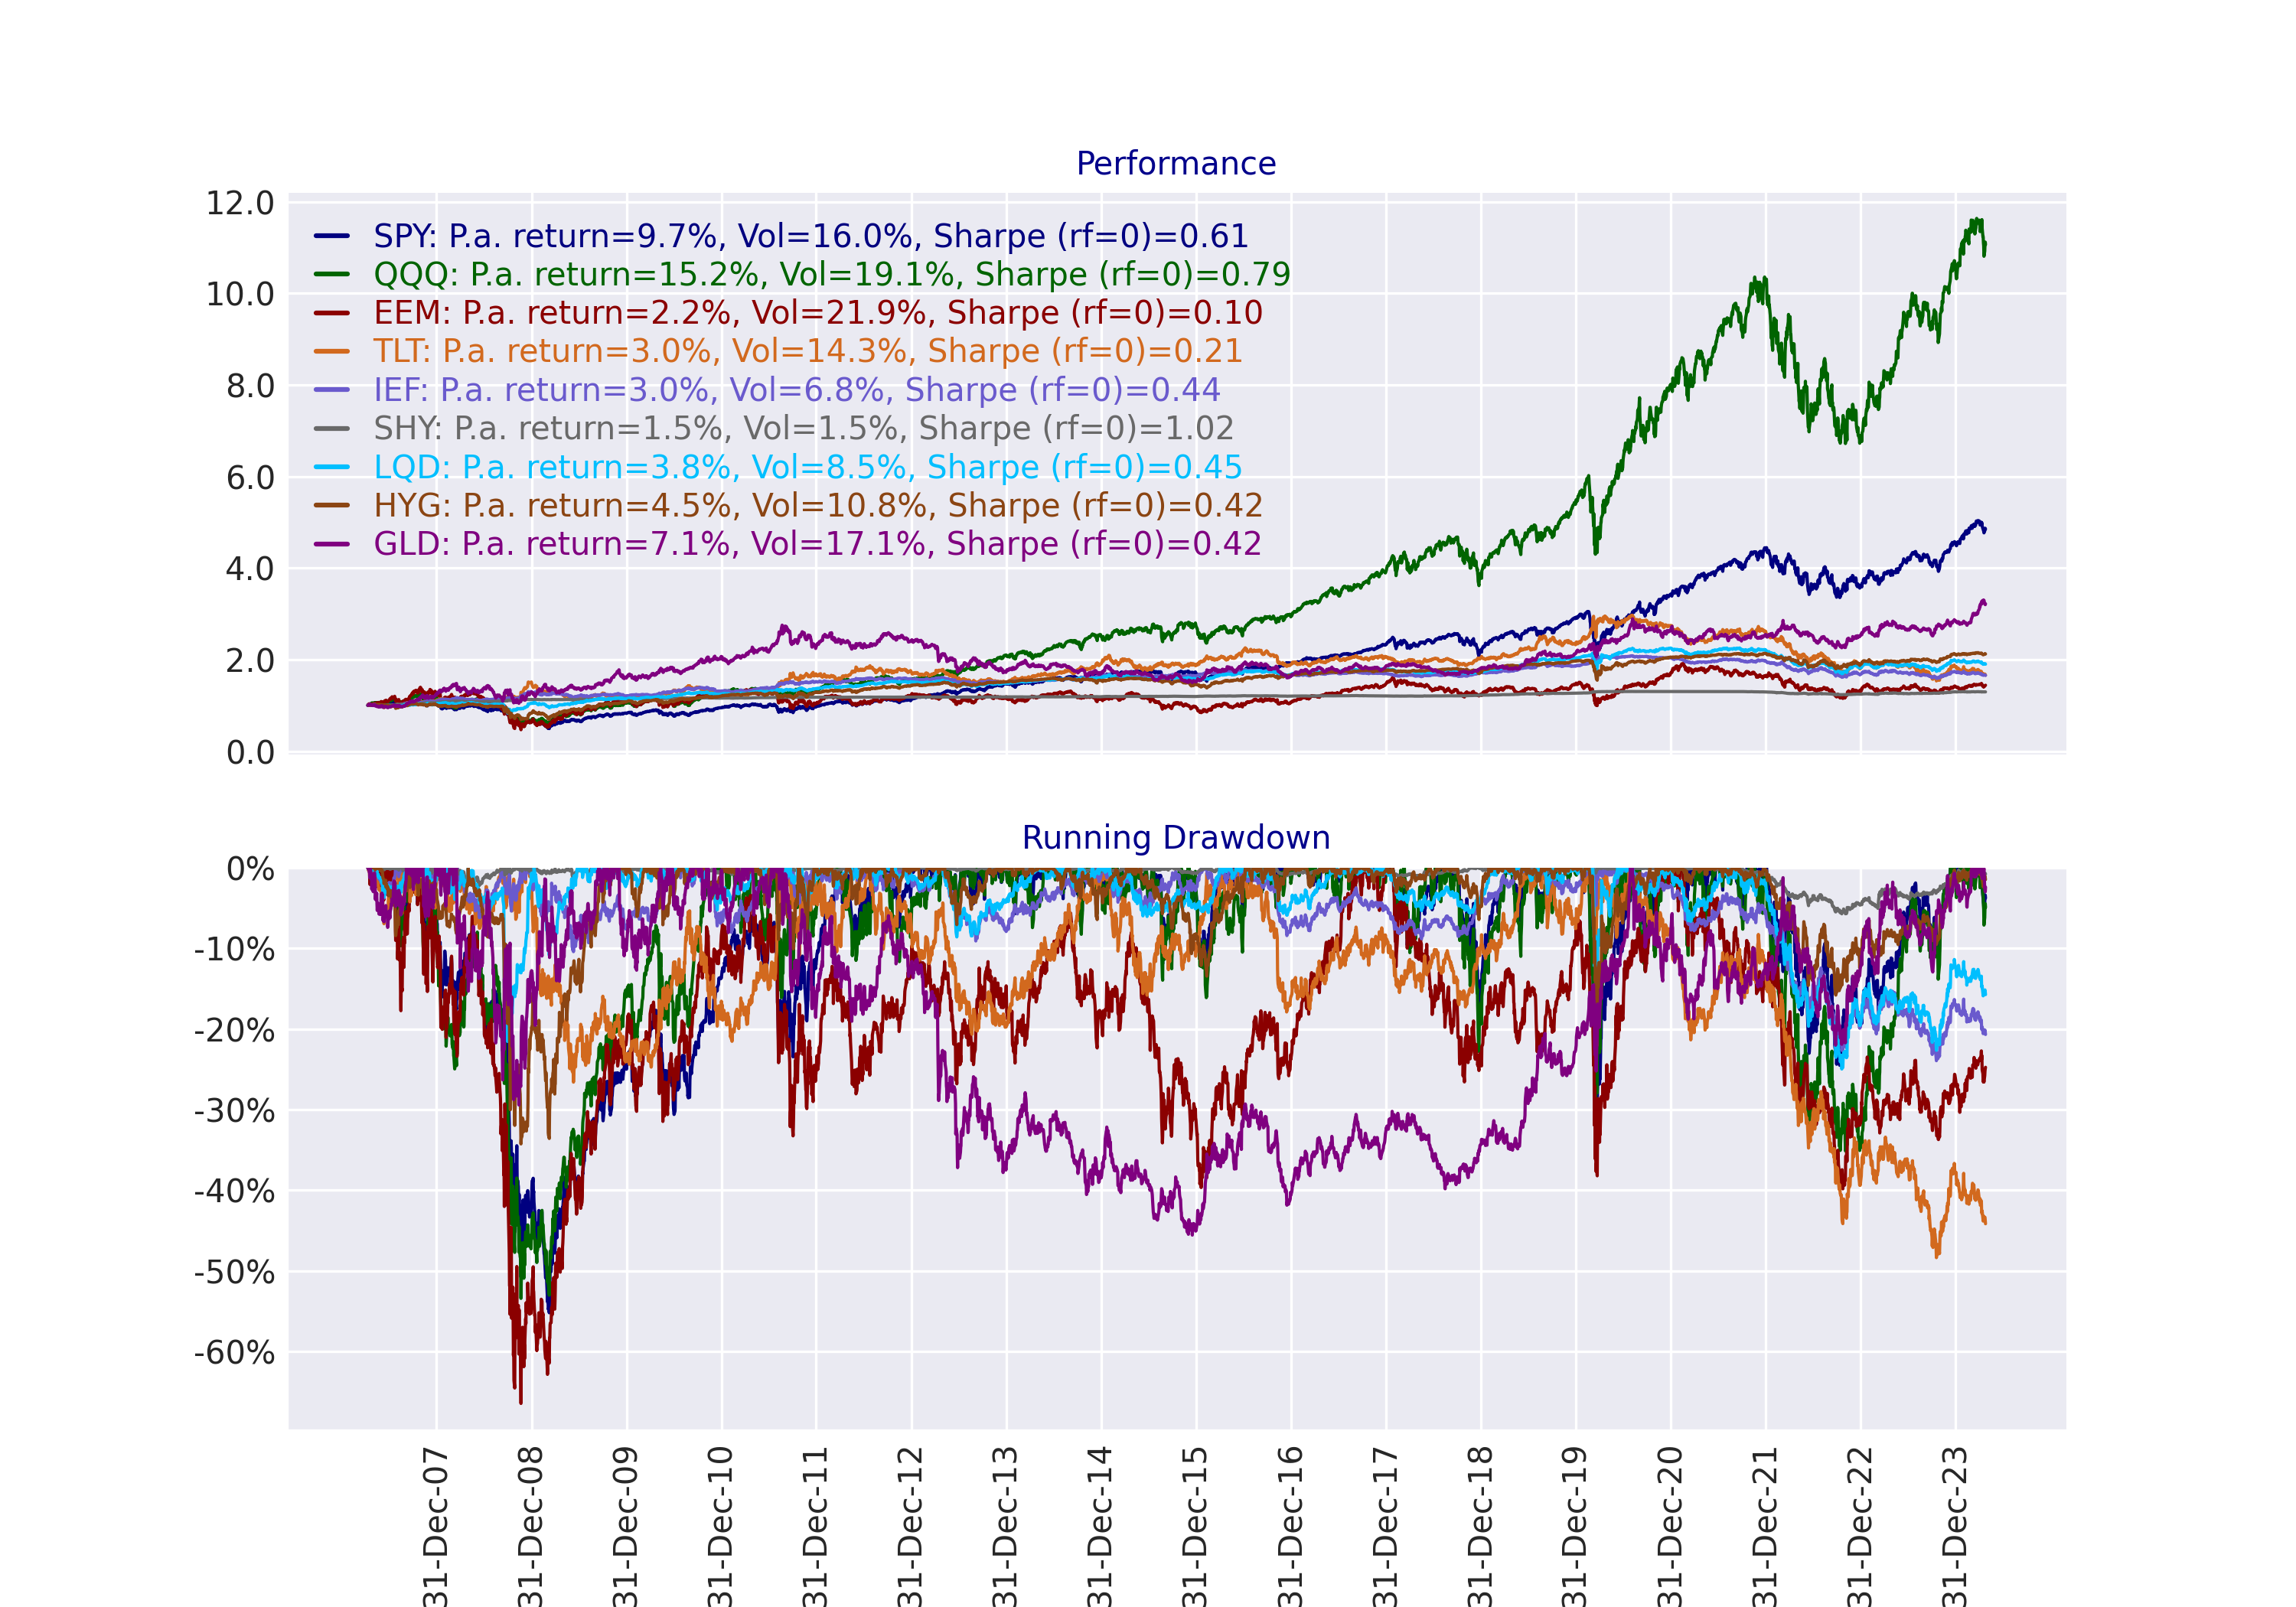 Performance
12.0
10.0
8.0
6.0
4.0
2.0
0.0
SPY: P.a. return=9.7%, Vol=16.0%, Sharpe (rf=0)=0.61
QQQ: P.a. return=15.2%, Vol=19.1%, Sharpe (rf=0)=0.79
EEM: P.a. return=2.2%, Vol=21.9%, Sharpe (rf=0)=0.10
TLT: P.a. return=3.0%, Vol=14.3%, Sharpe (rf=0)=0.21
IEF: P.a. return=3.0%, Vol=6.8%, Sharpe (rf=0)=0.44
SHY: P.a. return=1.5%, Vol=1.5%, Sharpe (rf=0)=1.02
LQD: P.a. return=3.8%, Vol=8.5%, Sharpe (rf=0)=0.45
HYG: P.a. return=4.5%, Vol=10.8%, Sharpe (rf=0)=0.42
GLD: P.a. return=7.1%, Vol=17.1%, Sharpe (rf=0)=0.42
Running Drawdown
0%
-10%
-20%
-30%
-40%
-50%
-60%
31-Dec-07
31-Dec-08
31-Dec-09
31-Dec-10
31-Dec-11
31-Dec-12
31-Dec-13
31-Dec-14
31-Dec-15
31-Dec-16
31-Dec-17
31-Dec-18
31-Dec-19
31-Dec-20
31-Dec-21
31-Dec-22
31-Dec-23